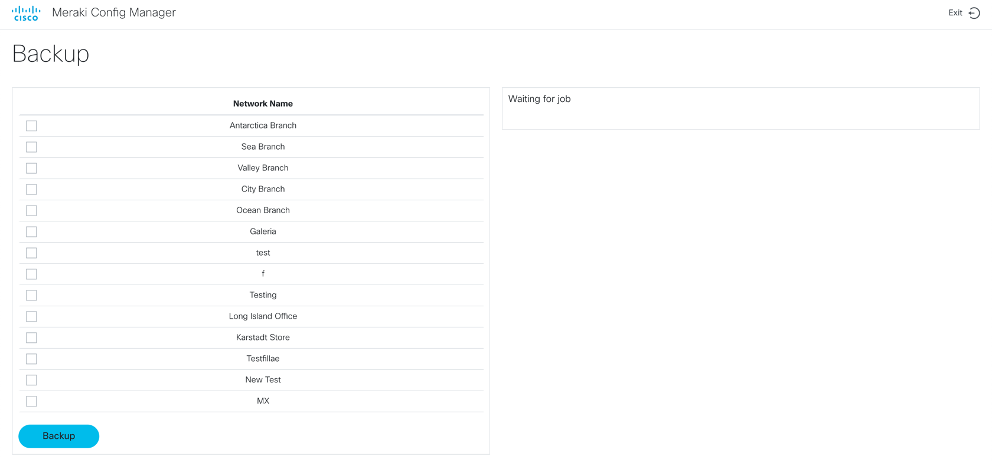 CISCO
Meraki Config Manager
Exit
Backup
Network Name
Waiting for job
Antarctica Branch
Sea Branch
Valley Branch
City Branch
Ocean Branch
Galeria
test
f
Testing
Long Island Office
Karstadt Store
Testfillae
New Test
MX
Backup